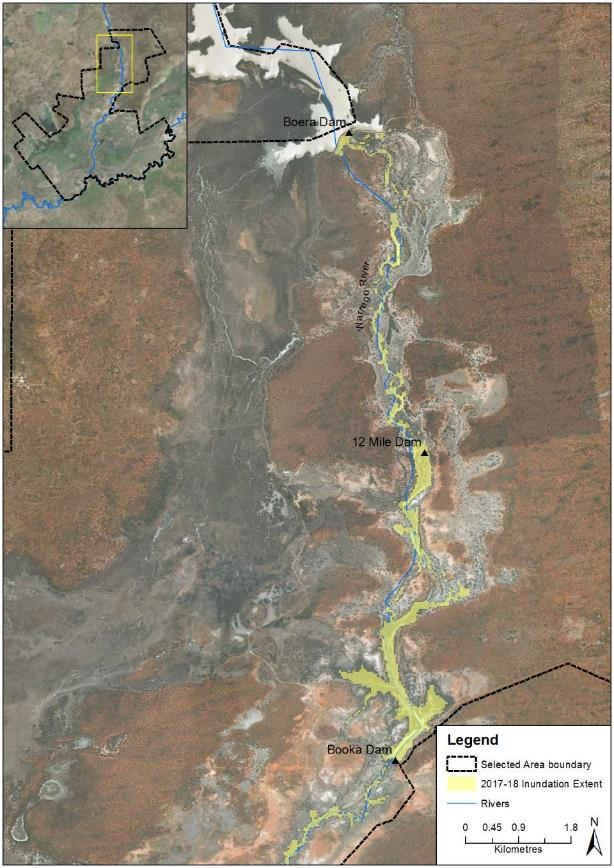 Boera Dam
Warrego River
12 Mile Dam
Booka Dam
Legend
Selected Area boundary
2017-18 Inundation Extent
Rivers
N
0 0.45 0.9 1.8
Kilometres